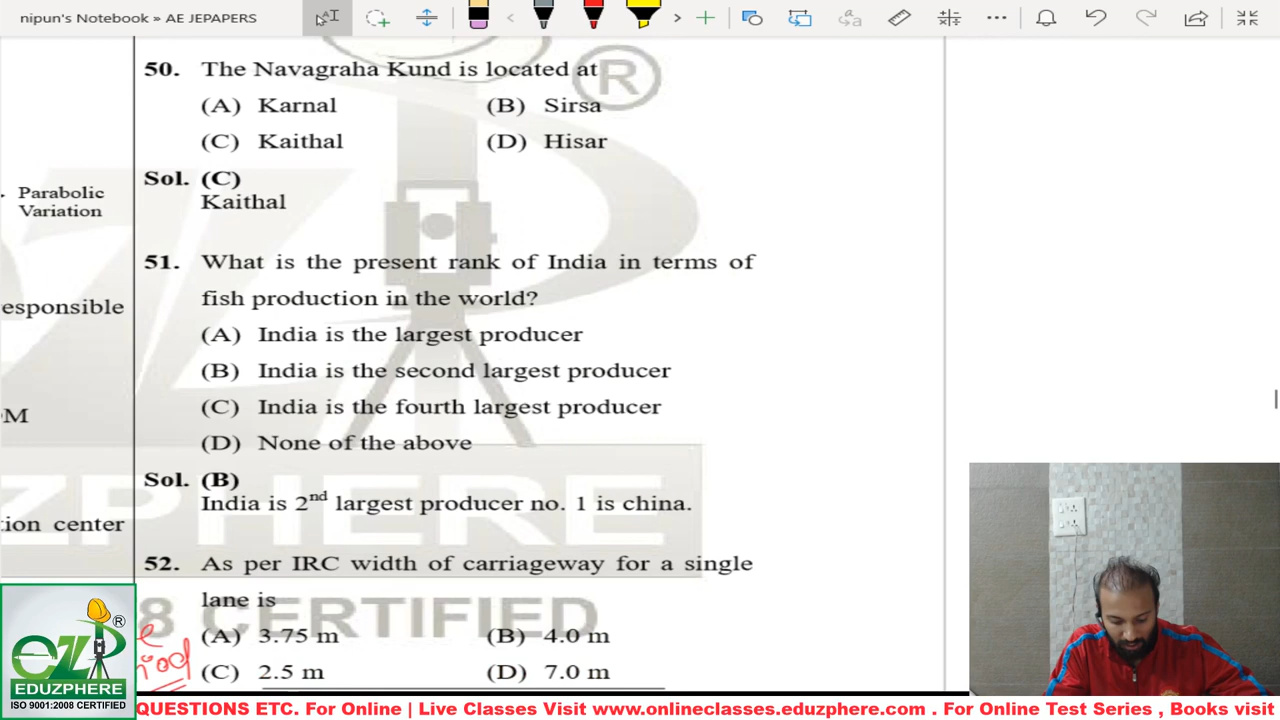 nipun's Notebook » AE JEPAPERS
50. The Navagraha Kund is located at
(A) Karnal (B) Sirsa
(C) Kaithal (D) Hisar
Sol. (C)
Kaithal
51. What is the present rank of India in terms of
fish production in the world?
(A) India is the largest producer
(B) India is the second largest producer
(C) India is the fourth largest producer
(D) None of the above
Sol. (B)
India is 2nd largest producer no. 1 is china.
52. As per IRC width of carriageway for a single
lane is
(A) 3.75 m (B) 4.0 m
(C) 2.5 m (D) 7.0 m
Parabolic
Variation
esponsible
OM
ion center
ZPHERE
8 CERTIFIED
®
EZP ®
EDUZPHERE
ISO 9001:2008 CERTIFIED
QUESTIONS ETC. For Online | Live Classes Visit www.onlineclasses.eduzphere.com . For Online Test Series , Books visit